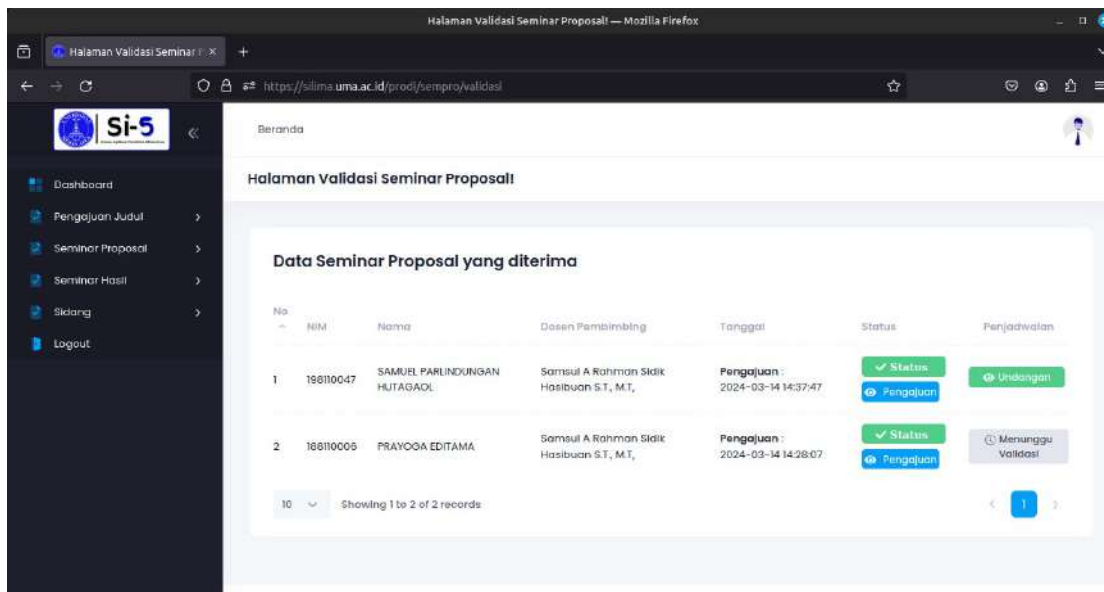 Halaman Validasi Seminar Proposal! — Mozilla Firefox
Halaman Validasi Seminar P
https://silima.uma.ac.id/prodi/sempro/validasi
Si-5
Beranda
Halaman Validasi Seminar Proposal!
Dashboard
Pengajuan Judul
Seminar Proposal
Seminar Hasil
Sidang
Logout
Data Seminar Proposal yang diterima
No NIM Nama Dosen Pembimbing Tanggal Status Penjadwalan
1 198110047 SAMUEL PARLINDUNGAN HUTAGAOL Samsul A Rahman Sidik Hasibuan S.T., M.T, Pengajuan : 2024-03-14 14:37:47 Status Pengajuan Undangan
2 188110006 PRAYOGA EDITAMA Samsul A Rahman Sidik Hasibuan S.T., M.T, Pengajuan : 2024-03-14 14:28:07 Status Pengajuan Menunggu Validasi
10 Showing 1 to 2 of 2 records 1